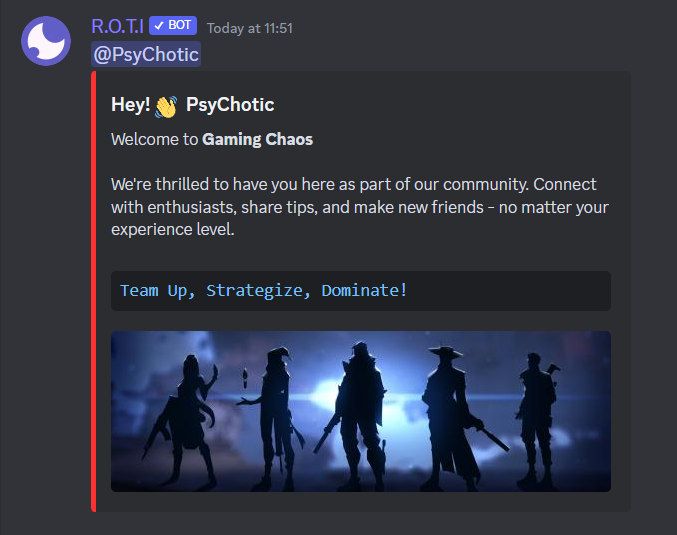 R.O.T.I ✓ BOT Today at 11:51
@PsyChotic
Hey! 👋 PsyChotic
Welcome to Gaming Chaos
We're thrilled to have you here as part of our community. Connect
with enthusiasts, share tips, and make new friends - no matter your
experience level.
Team Up, Strategize, Dominate!